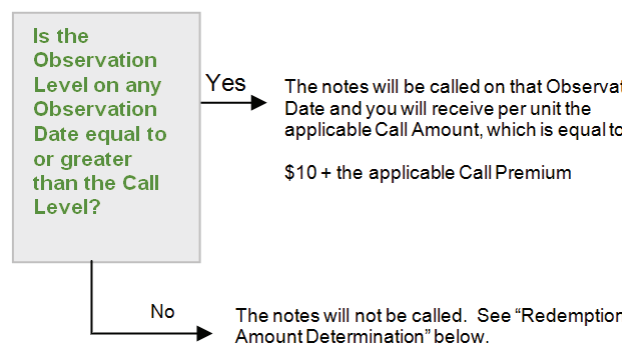 Is the
Observation
Level on any
Observation
Date equal to
or greater
than the Call
Level?
Yes
The notes will be called on that Observat
Date and you will receive per unit the
applicable Call Amount, which is equal to
$10 + the applicable Call Premium
No
The notes will not be called. See “Redemption
Amount Determination” below.